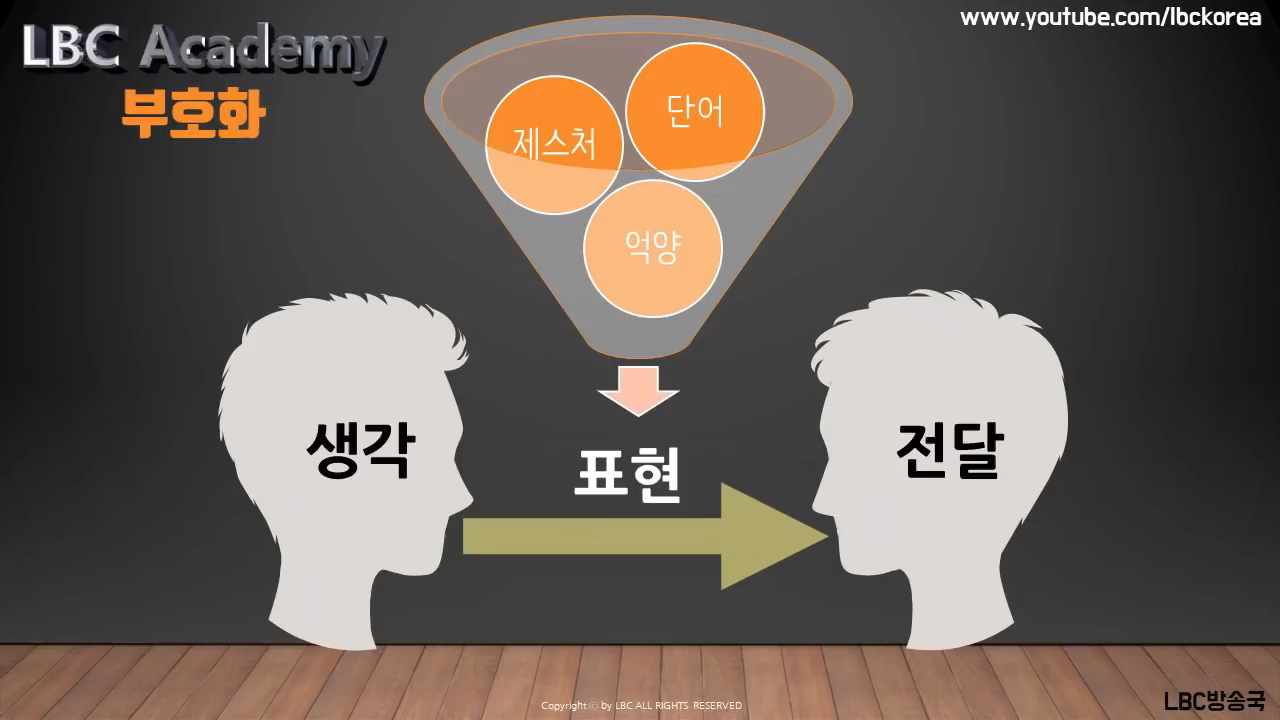 LBC Academy
www.youtube.com/lbckorea
부호화
단어
제스처
억양
생각
표현
전달
Copyright ⓒ by LBC ALL RIGHTS RESERVED
LBC방송국